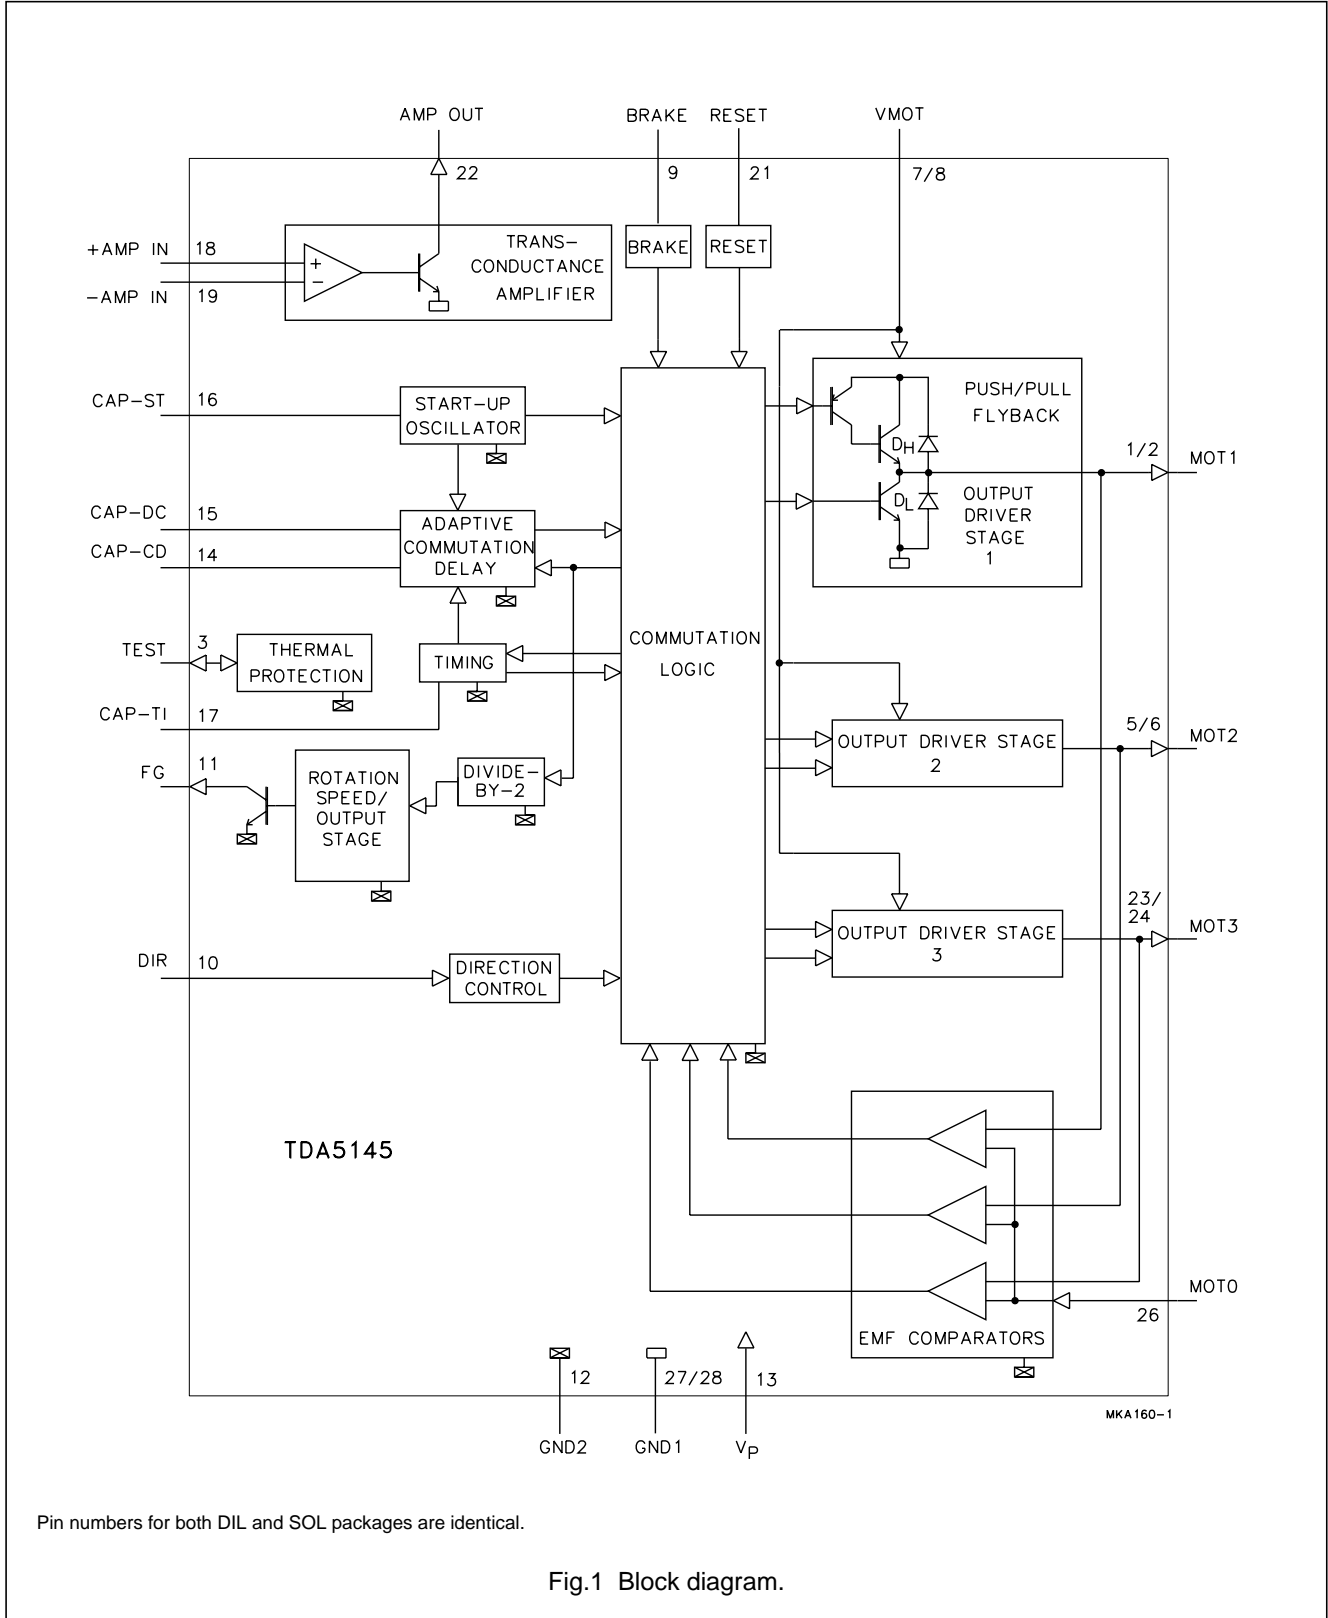 AMP OUT
BRAKE
RESET
VMOT
22
9
21
7/8
+AMP IN
18
-AMP IN
19
+
−
TRANS-
CONDUCTANCE
AMPLIFIER
BRAKE
RESET
CAP-ST
16
START-UP
OSCILLATOR
PUSH/PULL
FLYBACK
DH
DL
OUTPUT
DRIVER
STAGE
1
1/2
MOT1
CAP-DC
15
CAP-CD
14
ADAPTIVE
COMMUTATION
DELAY
COMMUTATION
LOGIC
TEST
3
THERMAL
PROTECTION
TIMING
CAP-TI
17
5/6
MOT2
OUTPUT DRIVER STAGE
2
FG
11
ROTATION
SPEED/
OUTPUT
STAGE
DIVIDE-
BY-2
23/
24
MOT3
OUTPUT DRIVER STAGE
3
DIR
10
DIRECTION
CONTROL
TDA5145
MOT0
26
EMF COMPARATORS
12
27/28
13
GND2
GND1
VP
MKA160-1
Pin numbers for both DIL and SOL packages are identical.
Fig.1 Block diagram.